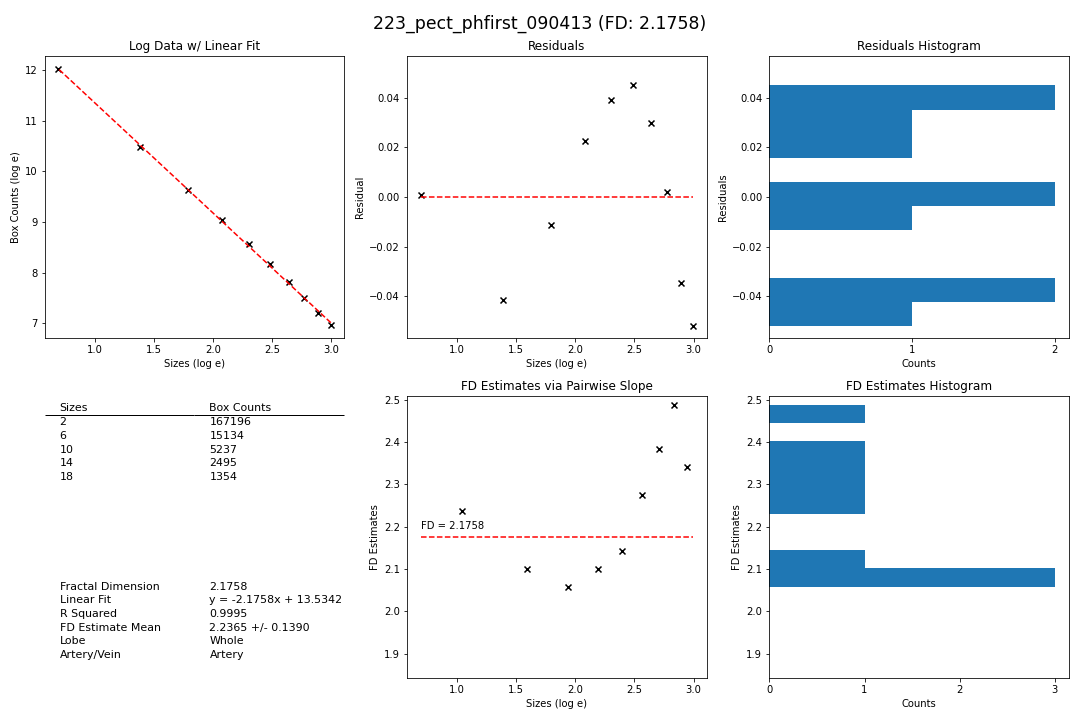 223_pect_phfirst_090413 (FD: 2.1758)
Log Data w/ Linear Fit
12
11
10
9
8
7
Box Counts (log e)
1.0 1.5 2.0 2.5 3.0
Sizes (log e)
Residuals
0.04
0.02
0.00
−0.02
−0.04
Residual
1.0 1.5 2.0 2.5 3.0
Sizes (log e)
Residuals Histogram
0.04
0.02
0.00
−0.02
−0.04
Residuals
0 1 2
Counts
Sizes Box Counts
2 167196
6 15134
10 5237
14 2495
18 1354
Fractal Dimension 2.1758
Linear Fit y = -2.1758x + 13.5342
R Squared 0.9995
FD Estimate Mean 2.2365 +/- 0.1390
Lobe Whole
Artery/Vein Artery
FD Estimates via Pairwise Slope
2.5
2.4
2.3
2.2
2.1
2.0
1.9
FD Estimates
FD = 2.1758
1.0 1.5 2.0 2.5 3.0
Sizes (log e)
FD Estimates Histogram
2.5
2.4
2.3
2.2
2.1
2.0
1.9
FD Estimates
0 1 2 3
Counts